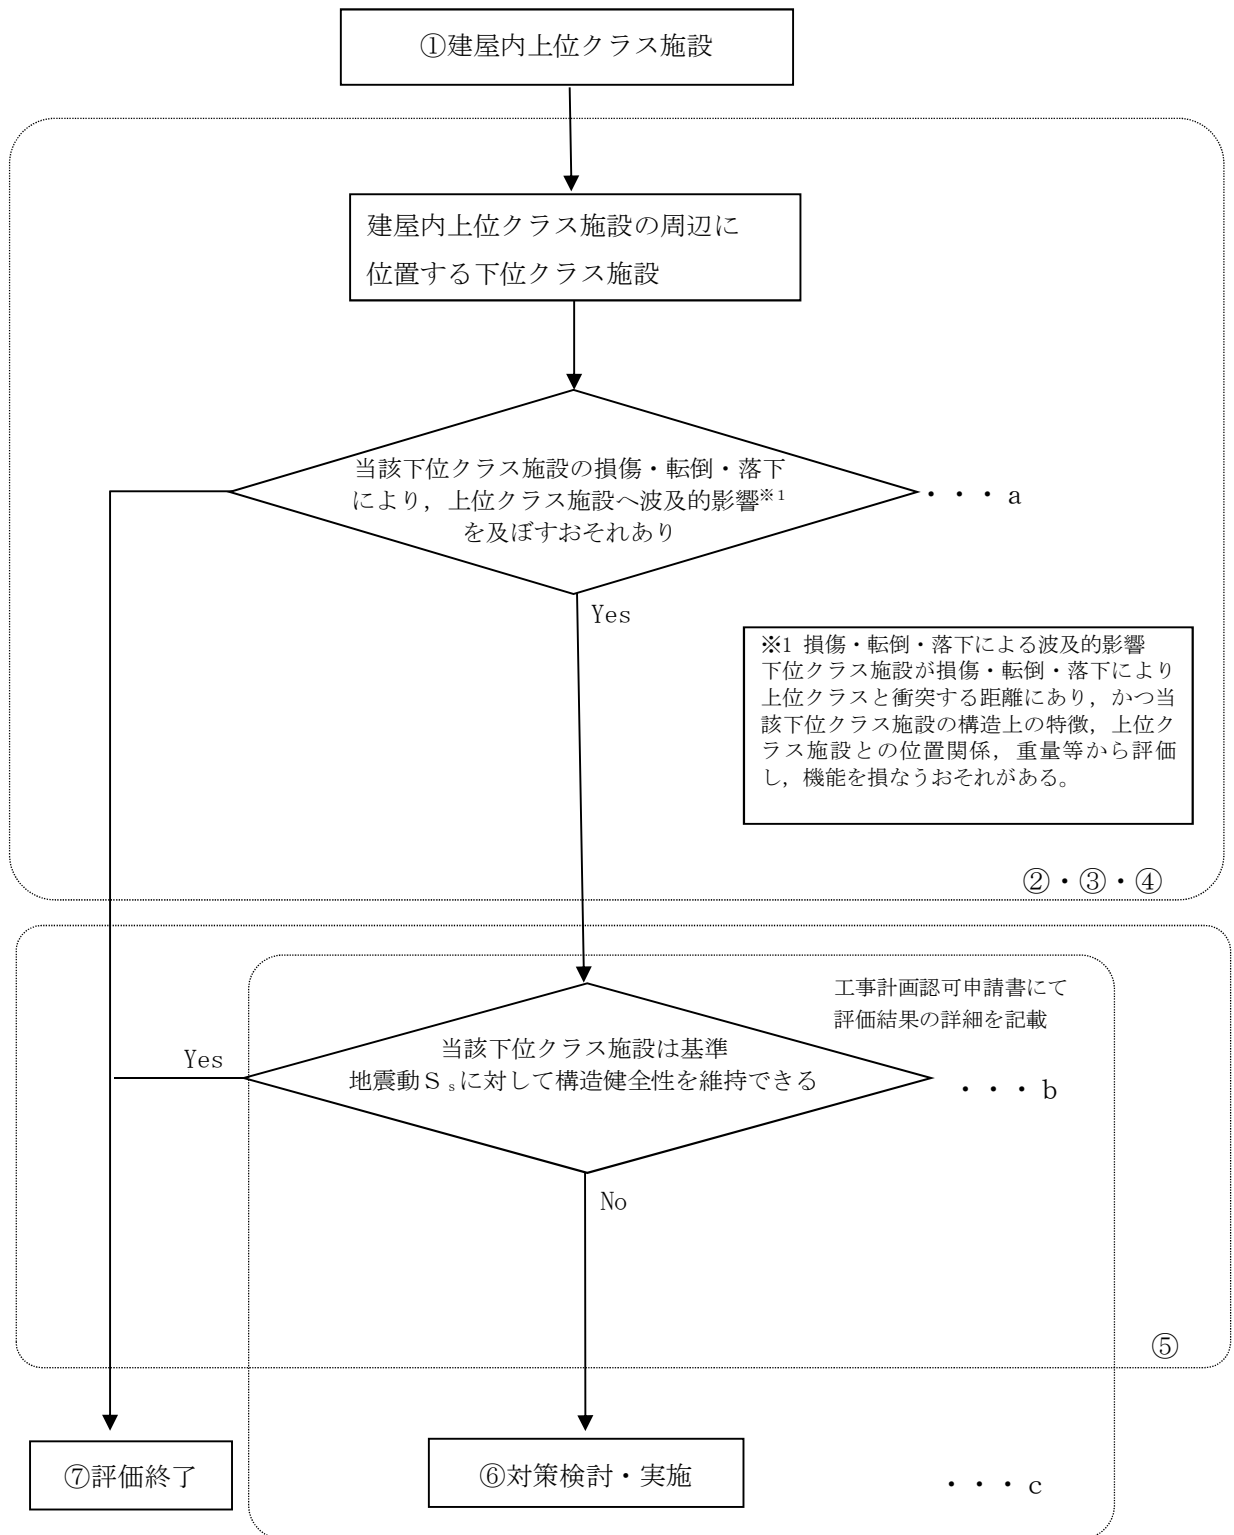 ①建屋内上位クラス施設
建屋内上位クラス施設の周辺に
位置する下位クラス施設
当該下位クラス施設の損傷・転倒・落下
により，上位クラス施設へ波及的影響※1
を及ぼすおそれあり
・・・a
Yes
※1 損傷・転倒・落下による波及的影響
下位クラス施設が損傷・転倒・落下により
上位クラスと衝突する距離にあり，かつ当
該下位クラス施設の構造上の特徴，上位ク
ラス施設との位置関係，重量等から評価
し，機能を損なうおそれがある。
②・③・④
工事計画認可申請書にて
評価結果の詳細を記載
当該下位クラス施設は基準
地震動Ｓｓに対して構造健全性を維持できる
Yes
・・・b
No
⑤
⑦評価終了
⑥対策検討・実施
・・・c